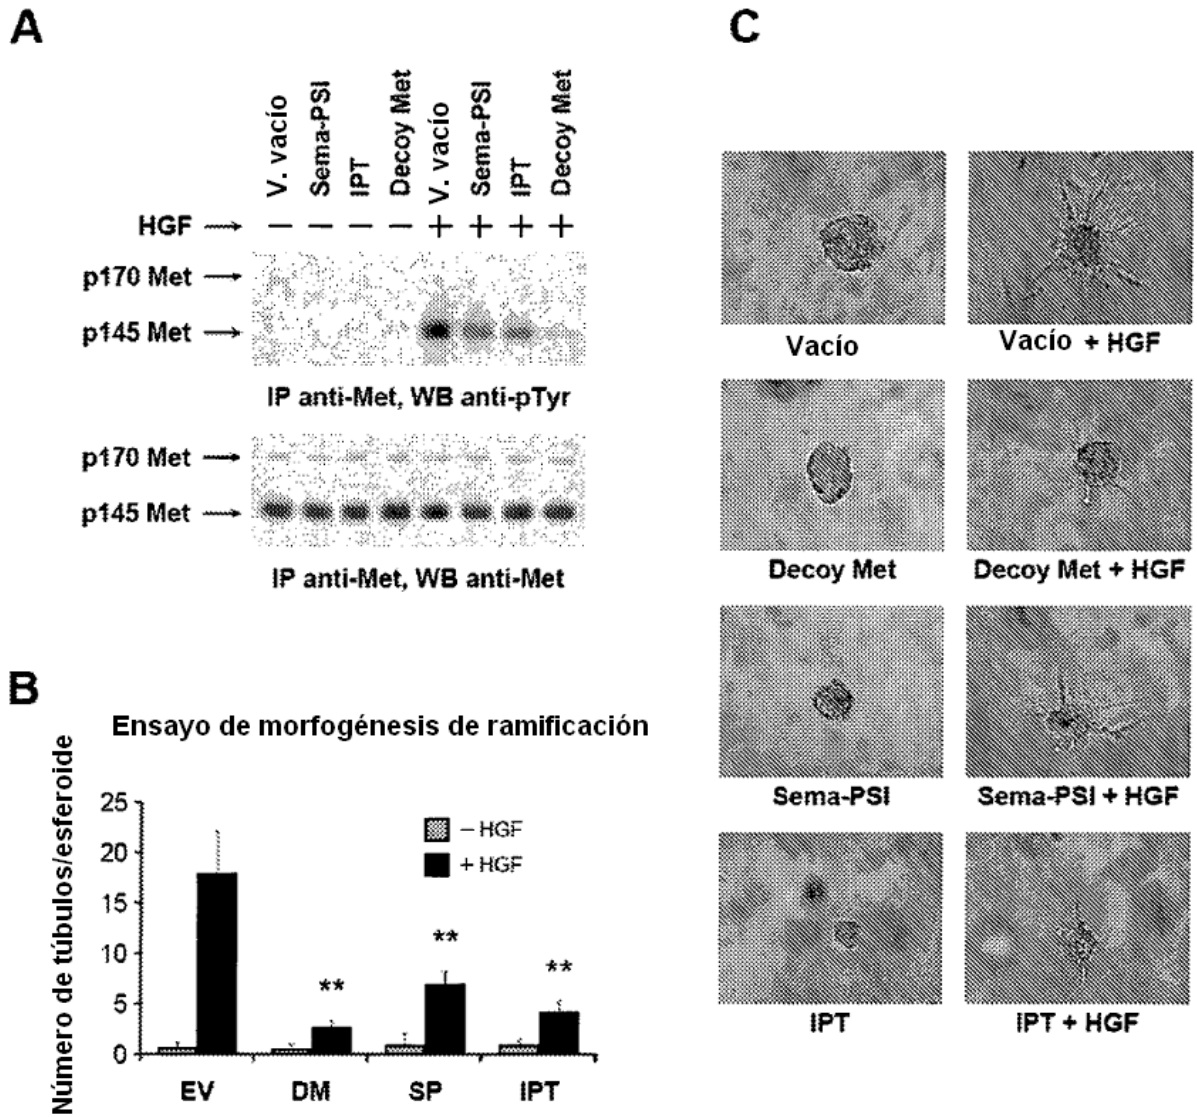 A
V. vacío
Sema-PSI
IPT
Decoy Met
V. vacío
Sema-PSI
IPT
Decoy Met
HGF → − − − − + + + +
p170 Met →
p145 Met →
IP anti-Met, WB anti-pTyr
p170 Met →
p145 Met →
IP anti-Met, WB anti-Met
B
Ensayo de morfogénesis de ramificación
Número de túbulos/esferoide
25
20
15
10
5
0
− HGF
+ HGF
**
**
**
EV DM SP IPT
C
Vacío Vacío + HGF
Decoy Met Decoy Met + HGF
Sema-PSI Sema-PSI + HGF
IPT IPT + HGF